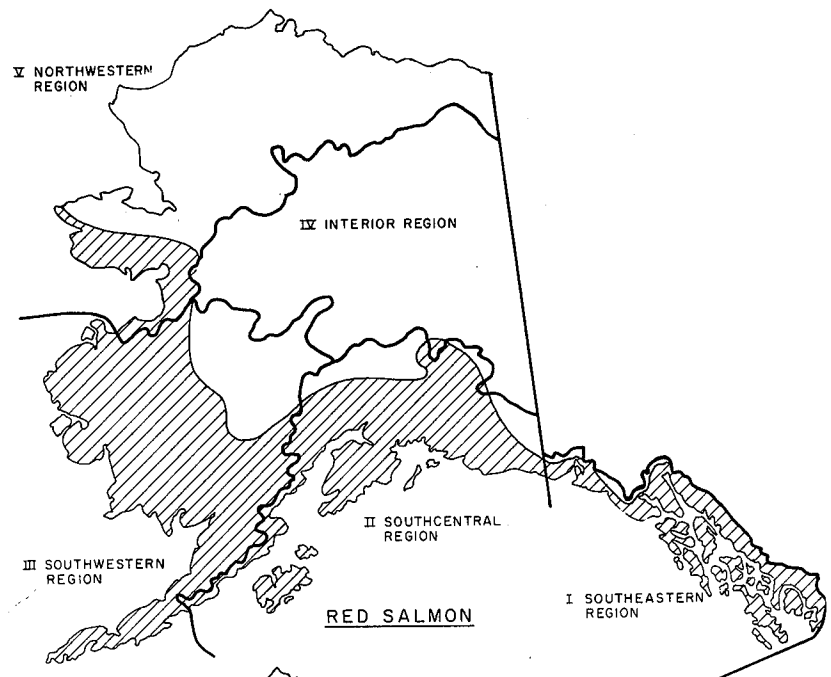 V NORTHWESTERN
REGION
IV INTERIOR REGION
II SOUTHCENTRAL
REGION
III SOUTHWESTERN
REGION
I SOUTHEASTERN
REGION
RED SALMON